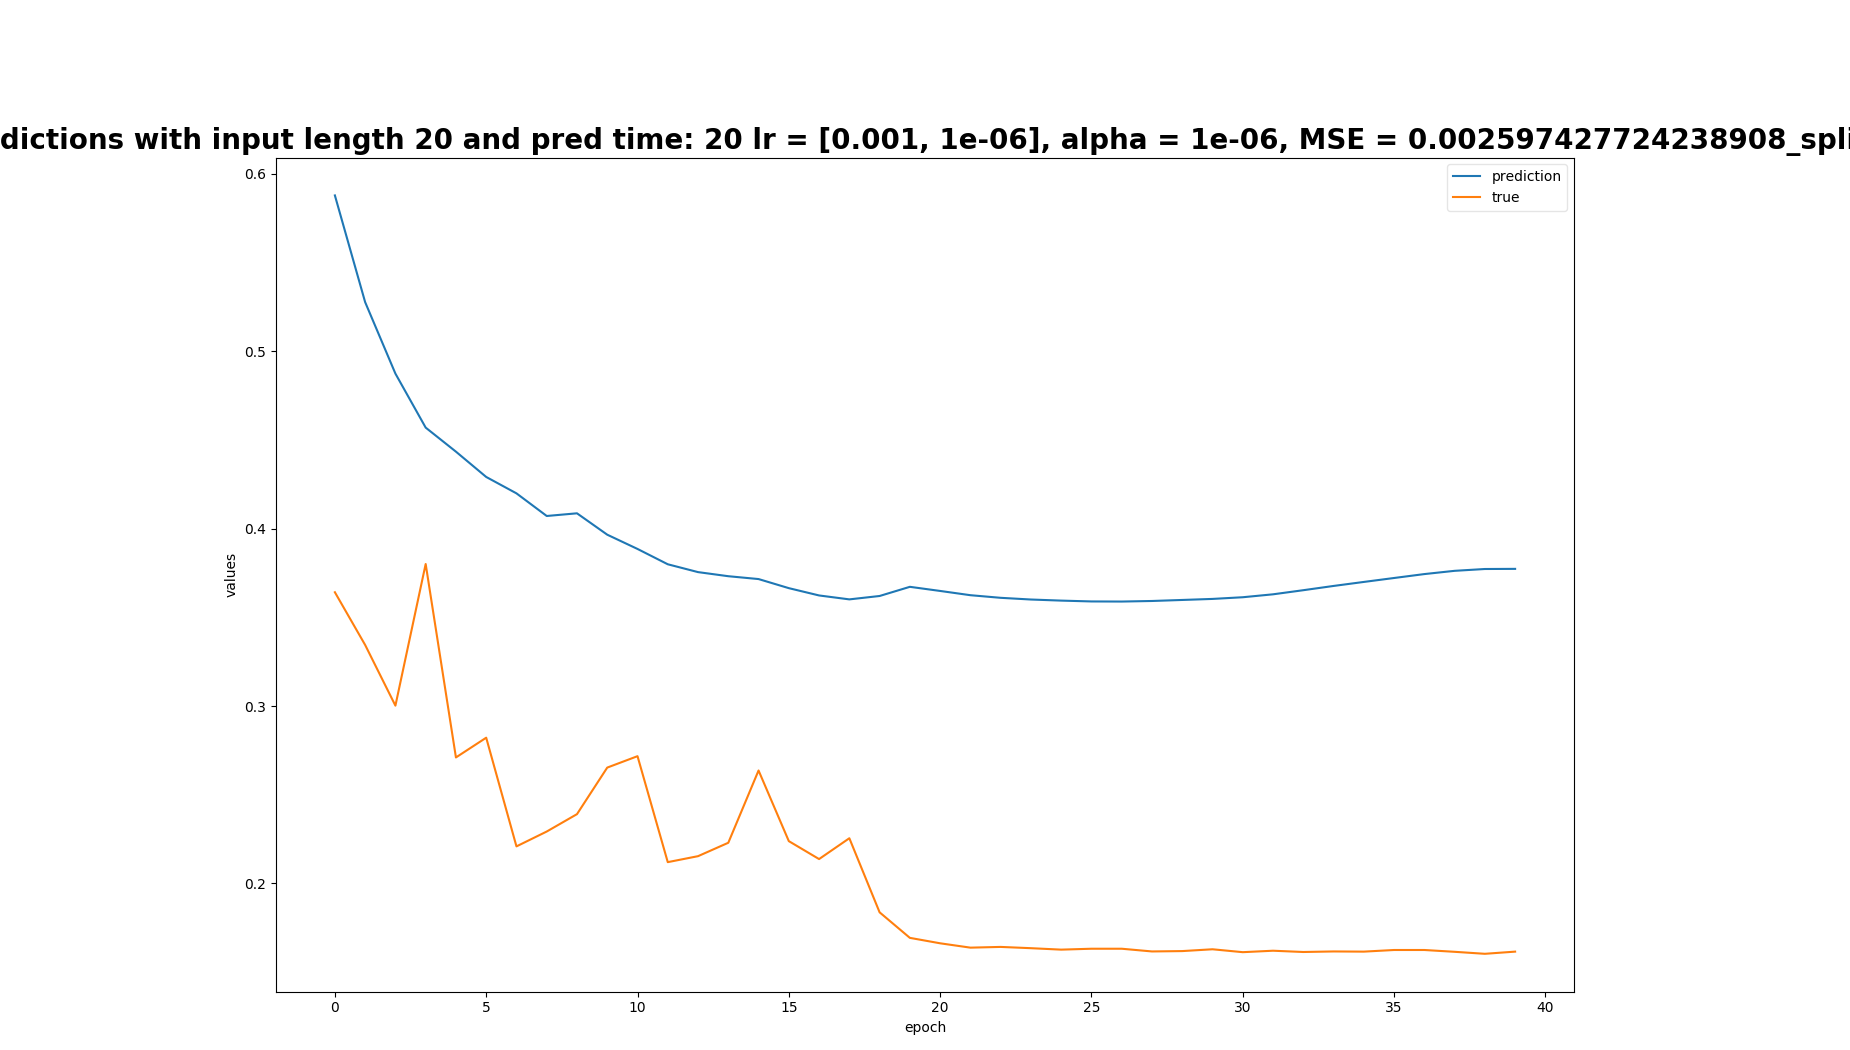 dictions with input length 20 and pred time: 20 lr = [0.001, 1e-06], alpha = 1e-06, MSE = 0.002597427724238908_spli
prediction
true
0.6
0.5
0.4
0.3
0.2
values
0 5 10 15 20 25 30 35 40
epoch